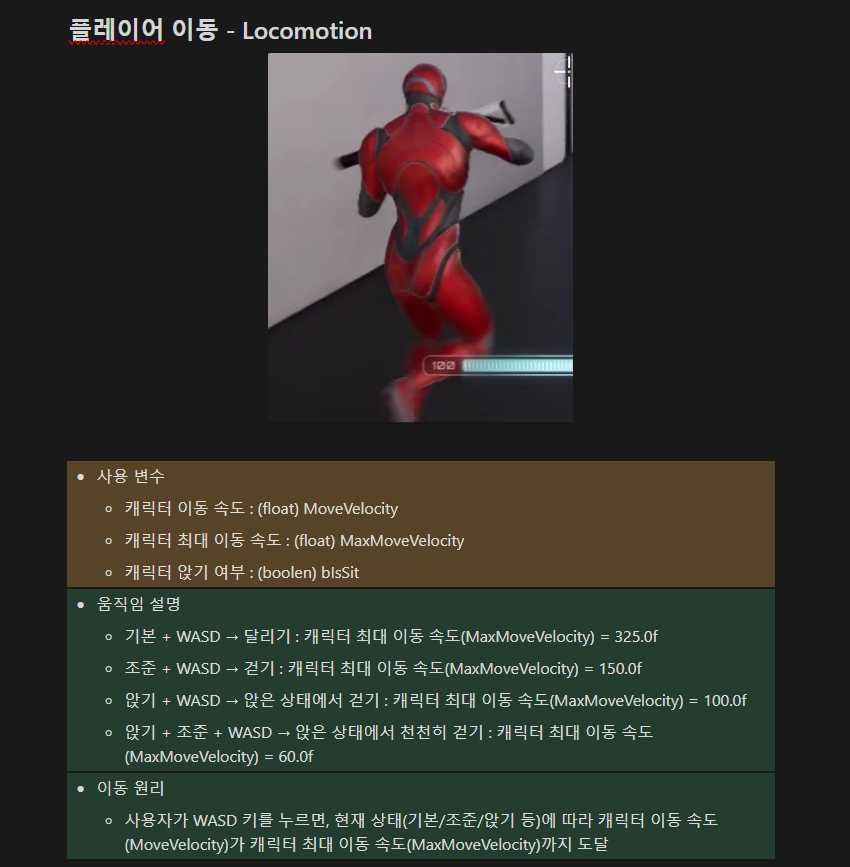 플레이어 이동 - Locomotion
100
사용 변수
캐릭터 이동 속도 : (float) MoveVelocity
캐릭터 최대 이동 속도 : (float) MaxMoveVelocity
캐릭터 앉기 여부 : (boolen) bIsSit
움직임 설명
기본 + WASD → 달리기 : 캐릭터 최대 이동 속도(MaxMoveVelocity) = 325.0f
조준 + WASD → 걷기 : 캐릭터 최대 이동 속도(MaxMoveVelocity) = 150.0f
앉기 + WASD → 앉은 상태에서 걷기 : 캐릭터 최대 이동 속도(MaxMoveVelocity) = 100.0f
앉기 + 조준 + WASD → 앉은 상태에서 천천히 걷기 : 캐릭터 최대 이동 속도
(MaxMoveVelocity) = 60.0f
이동 원리
사용자가 WASD 키를 누르면, 현재 상태(기본/조준/앉기 등)에 따라 캐릭터 이동 속도
(MoveVelocity)가 캐릭터 최대 이동 속도(MaxMoveVelocity)까지 도달